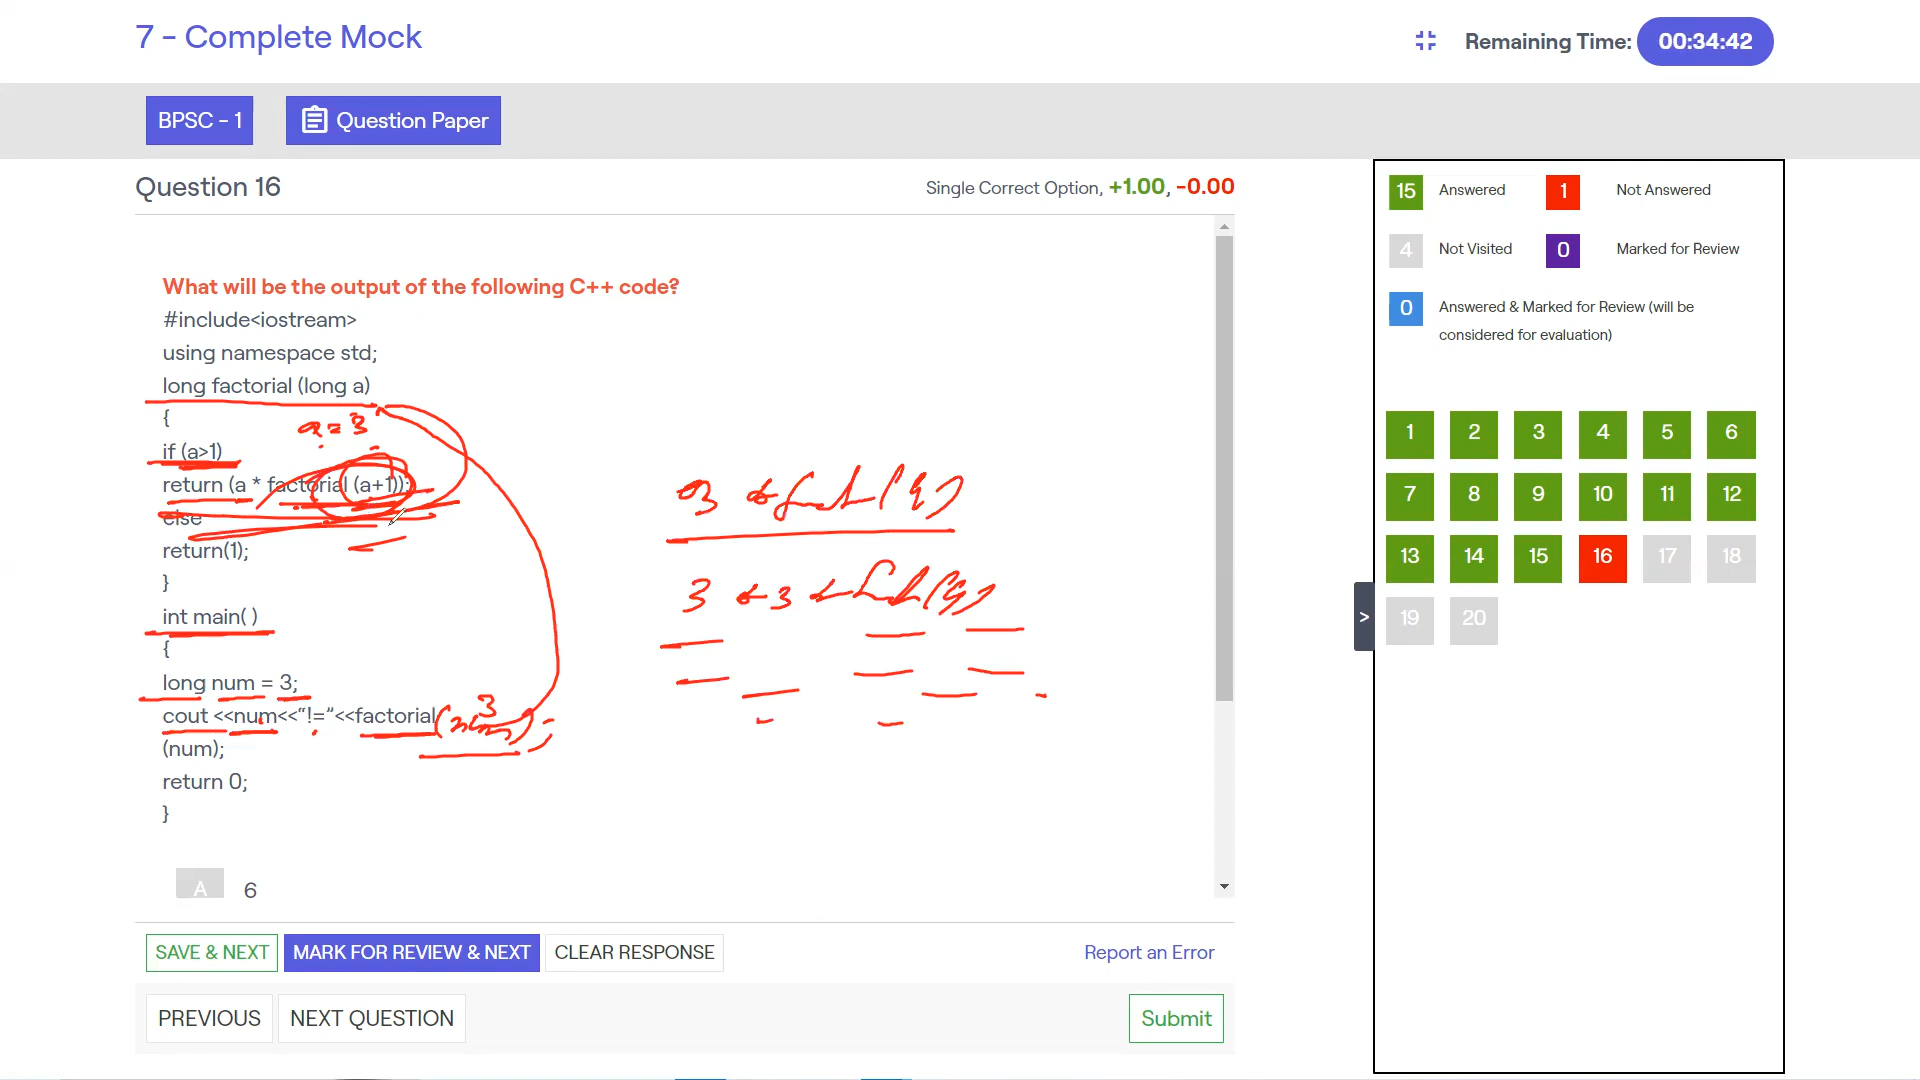 7 - Complete Mock
Remaining Time: 00:34:42
BPSC - 1
Question Paper
Question 16
Single Correct Option, +1.00, -0.00
What will be the output of the following C++ code?
#include<iostream>
using namespace std;
long factorial (long a)
{
a = 3
if (a>1)
return (a * factorial (a+1));
else
return(1);
}
int main( )
{
long num = 3;
cout <<num<<“!=”<<factorial
(num);
return 0;
}
A 6
SAVE & NEXT
MARK FOR REVIEW & NEXT
CLEAR RESPONSE
Report an Error
PREVIOUS
NEXT QUESTION
Submit
15 Answered
1 Not Answered
4 Not Visited
0 Marked for Review
0 Answered & Marked for Review (will be
considered for evaluation)
1 2 3 4 5 6
7 8 9 10 11 12
13 14 15 16 17 18
19 20
>